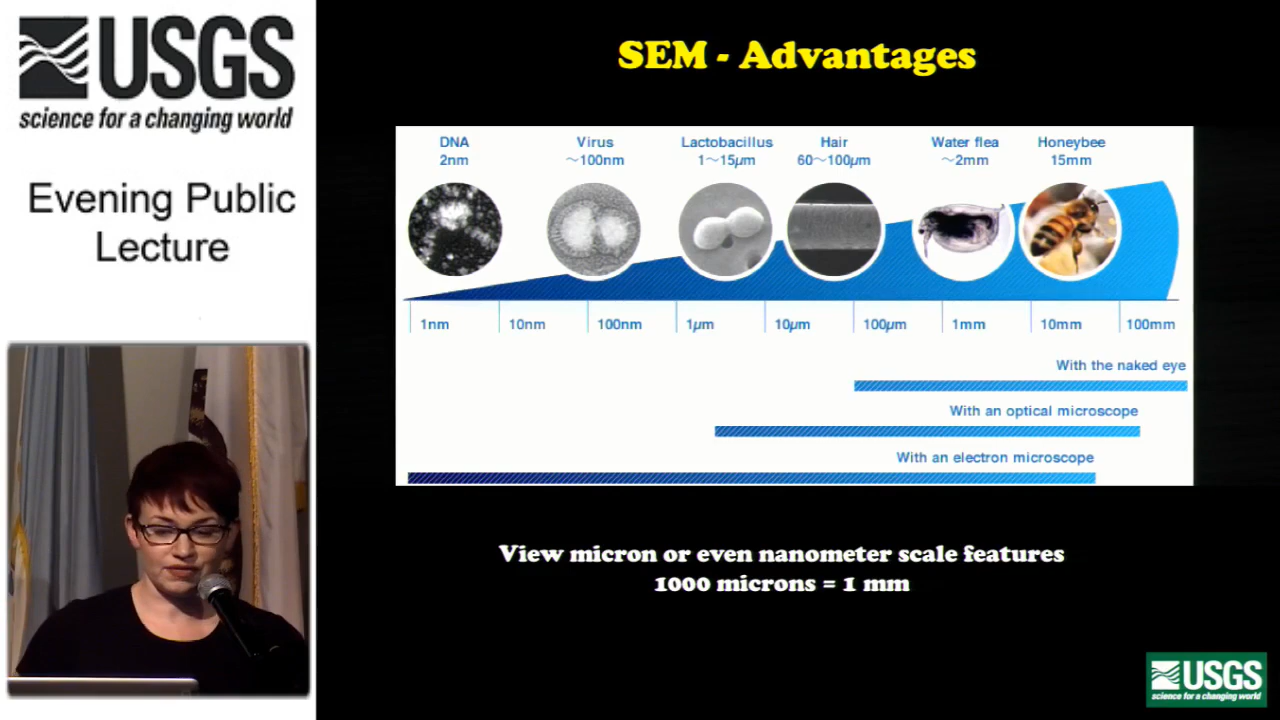 USGS
science for a changing world
Evening Public
Lecture
SEM - Advantages
DNA
2nm
Virus
~100nm
Lactobacillus
1~15μm
Hair
60~100μm
Water flea
~2mm
Honeybee
15mm
1nm
10nm
100nm
1μm
10μm
100μm
1mm
10mm
100mm
With the naked eye
With an optical microscope
With an electron microscope
View micron or even nanometer scale features
1000 microns = 1 mm
USGS
science for a changing world